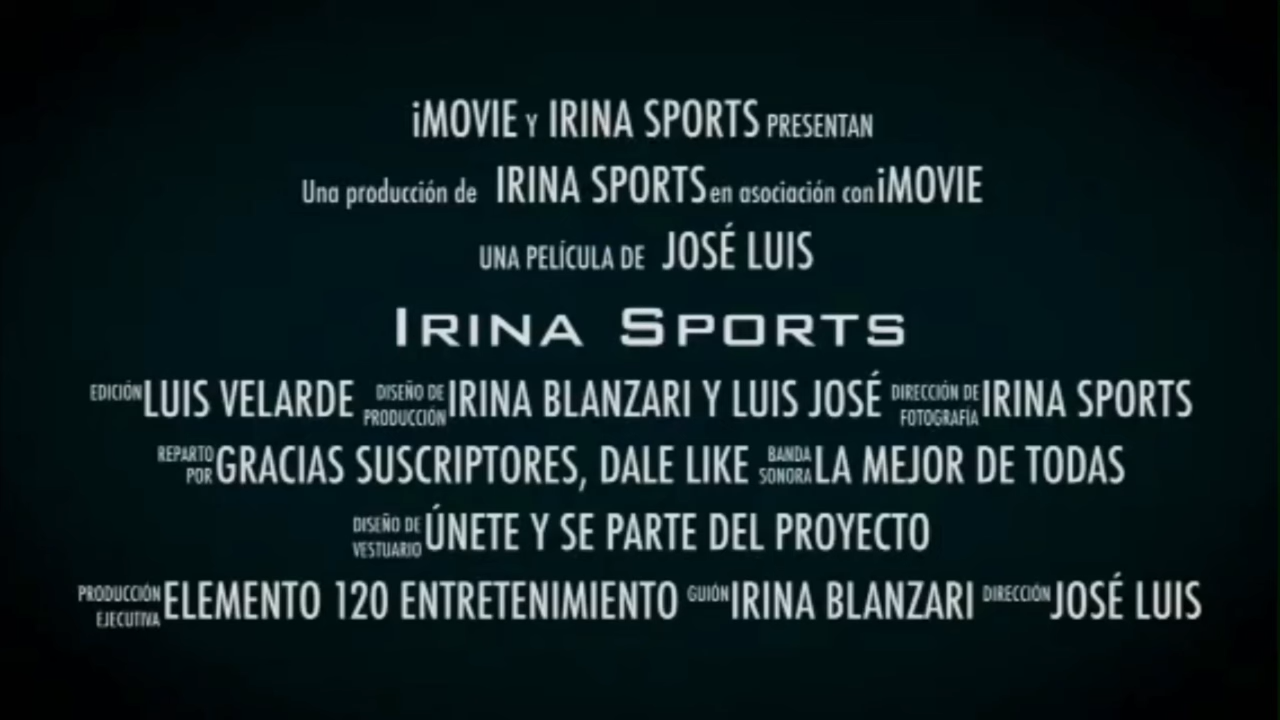 iMOVIE Y IRINA SPORTS PRESENTAN
Una producción de IRINA SPORTS en asociación con iMOVIE
UNA PELÍCULA DE JOSÉ LUIS
IRINA SPORTS
EDICIÓN LUIS VELARDE DISEÑO DE PRODUCCIÓN IRINA BLANZARI Y LUIS JOSÉ DIRECCIÓN DE FOTOGRAFÍA IRINA SPORTS
REPARTO POR GRACIAS SUSCRIPTORES, DALE LIKE BANDA SONORA LA MEJOR DE TODAS
DISEÑO DE VESTUARIO ÚNETE Y SE PARTE DEL PROYECTO
PRODUCCIÓN EJECUTIVA ELEMENTO 120 ENTRETENIMIENTO GUIÓN IRINA BLANZARI DIRECCIÓN JOSÉ LUIS